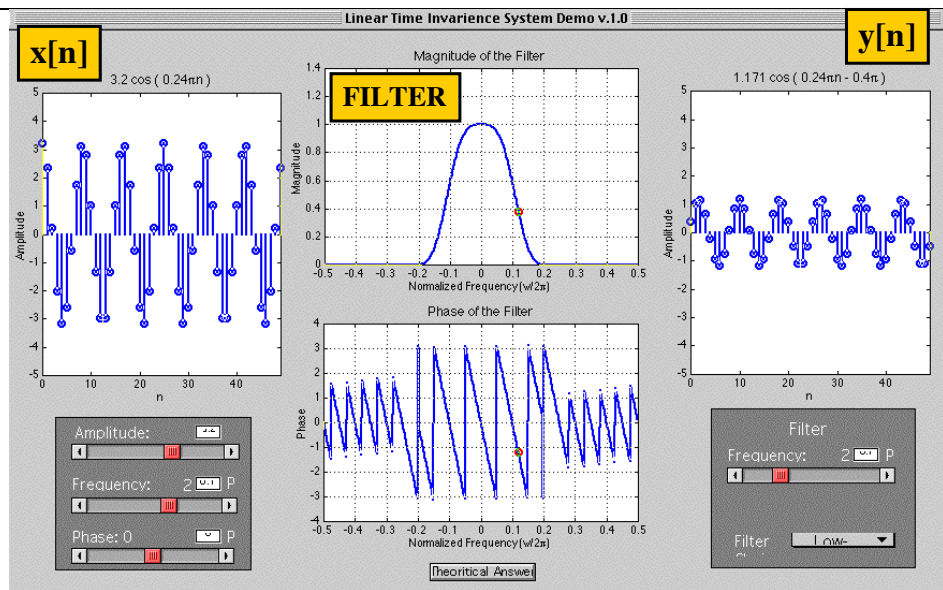 Linear Time Invarience System Demo v.1.0
x[n]
y[n]
FILTER
3.2 cos ( 0.24πn )
Amplitude
5
4
3
2
1
0
-1
-2
-3
-4
-5
0 10 20 30 40
n
Magnitude of the Filter
Magnitude
1.4
1.2
1
0.8
0.6
0.4
0.2
0
-0.5 -0.4 -0.3 -0.2 -0.1 0 0.1 0.2 0.3 0.4 0.5
Normalized Frequency(w/2π)
1.171 cos ( 0.24πn - 0.4π )
Amplitude
5
4
3
2
1
0
-1
-2
-3
-4
-5
0 10 20 30 40
n
Phase of the Filter
Phase
4
3
2
1
0
-1
-2
-3
-4
-0.5 -0.4 -0.3 -0.2 -0.1 0 0.1 0.2 0.3 0.4 0.5
Normalized Frequency(w/2π)
Amplitude:
Frequency: 2 P
Phase: 0 P
Filter
Frequency: 2 P
Filter Low-
Theoritical Answer